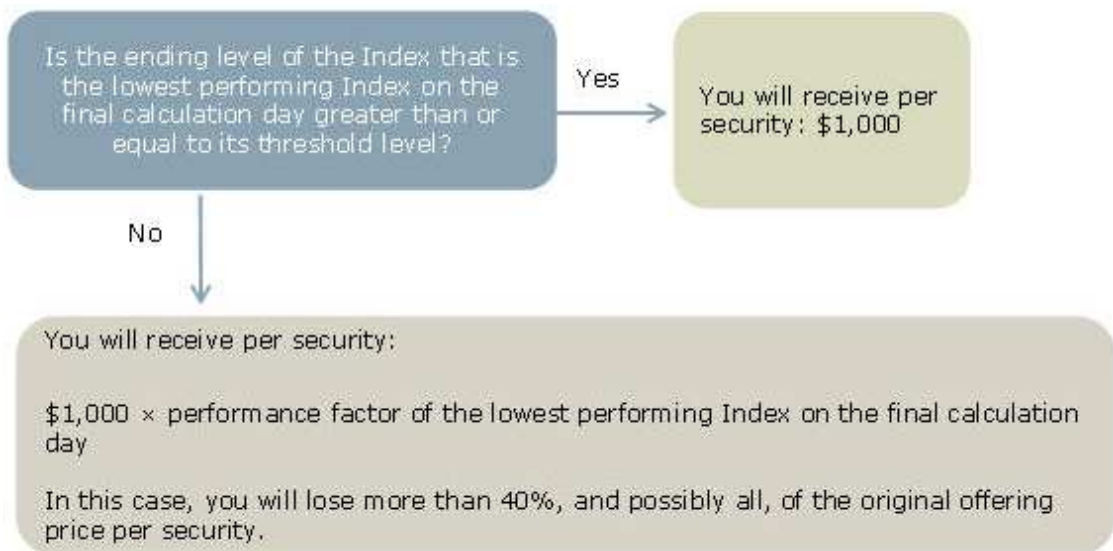 Is the ending level of the Index that is
the lowest performing Index on the
final calculation day greater than or
equal to its threshold level?
Yes
You will receive per
security: $1,000
No
You will receive per security:
$1,000 × performance factor of the lowest performing Index on the final calculation
day
In this case, you will lose more than 40%, and possibly all, of the original offering
price per security.